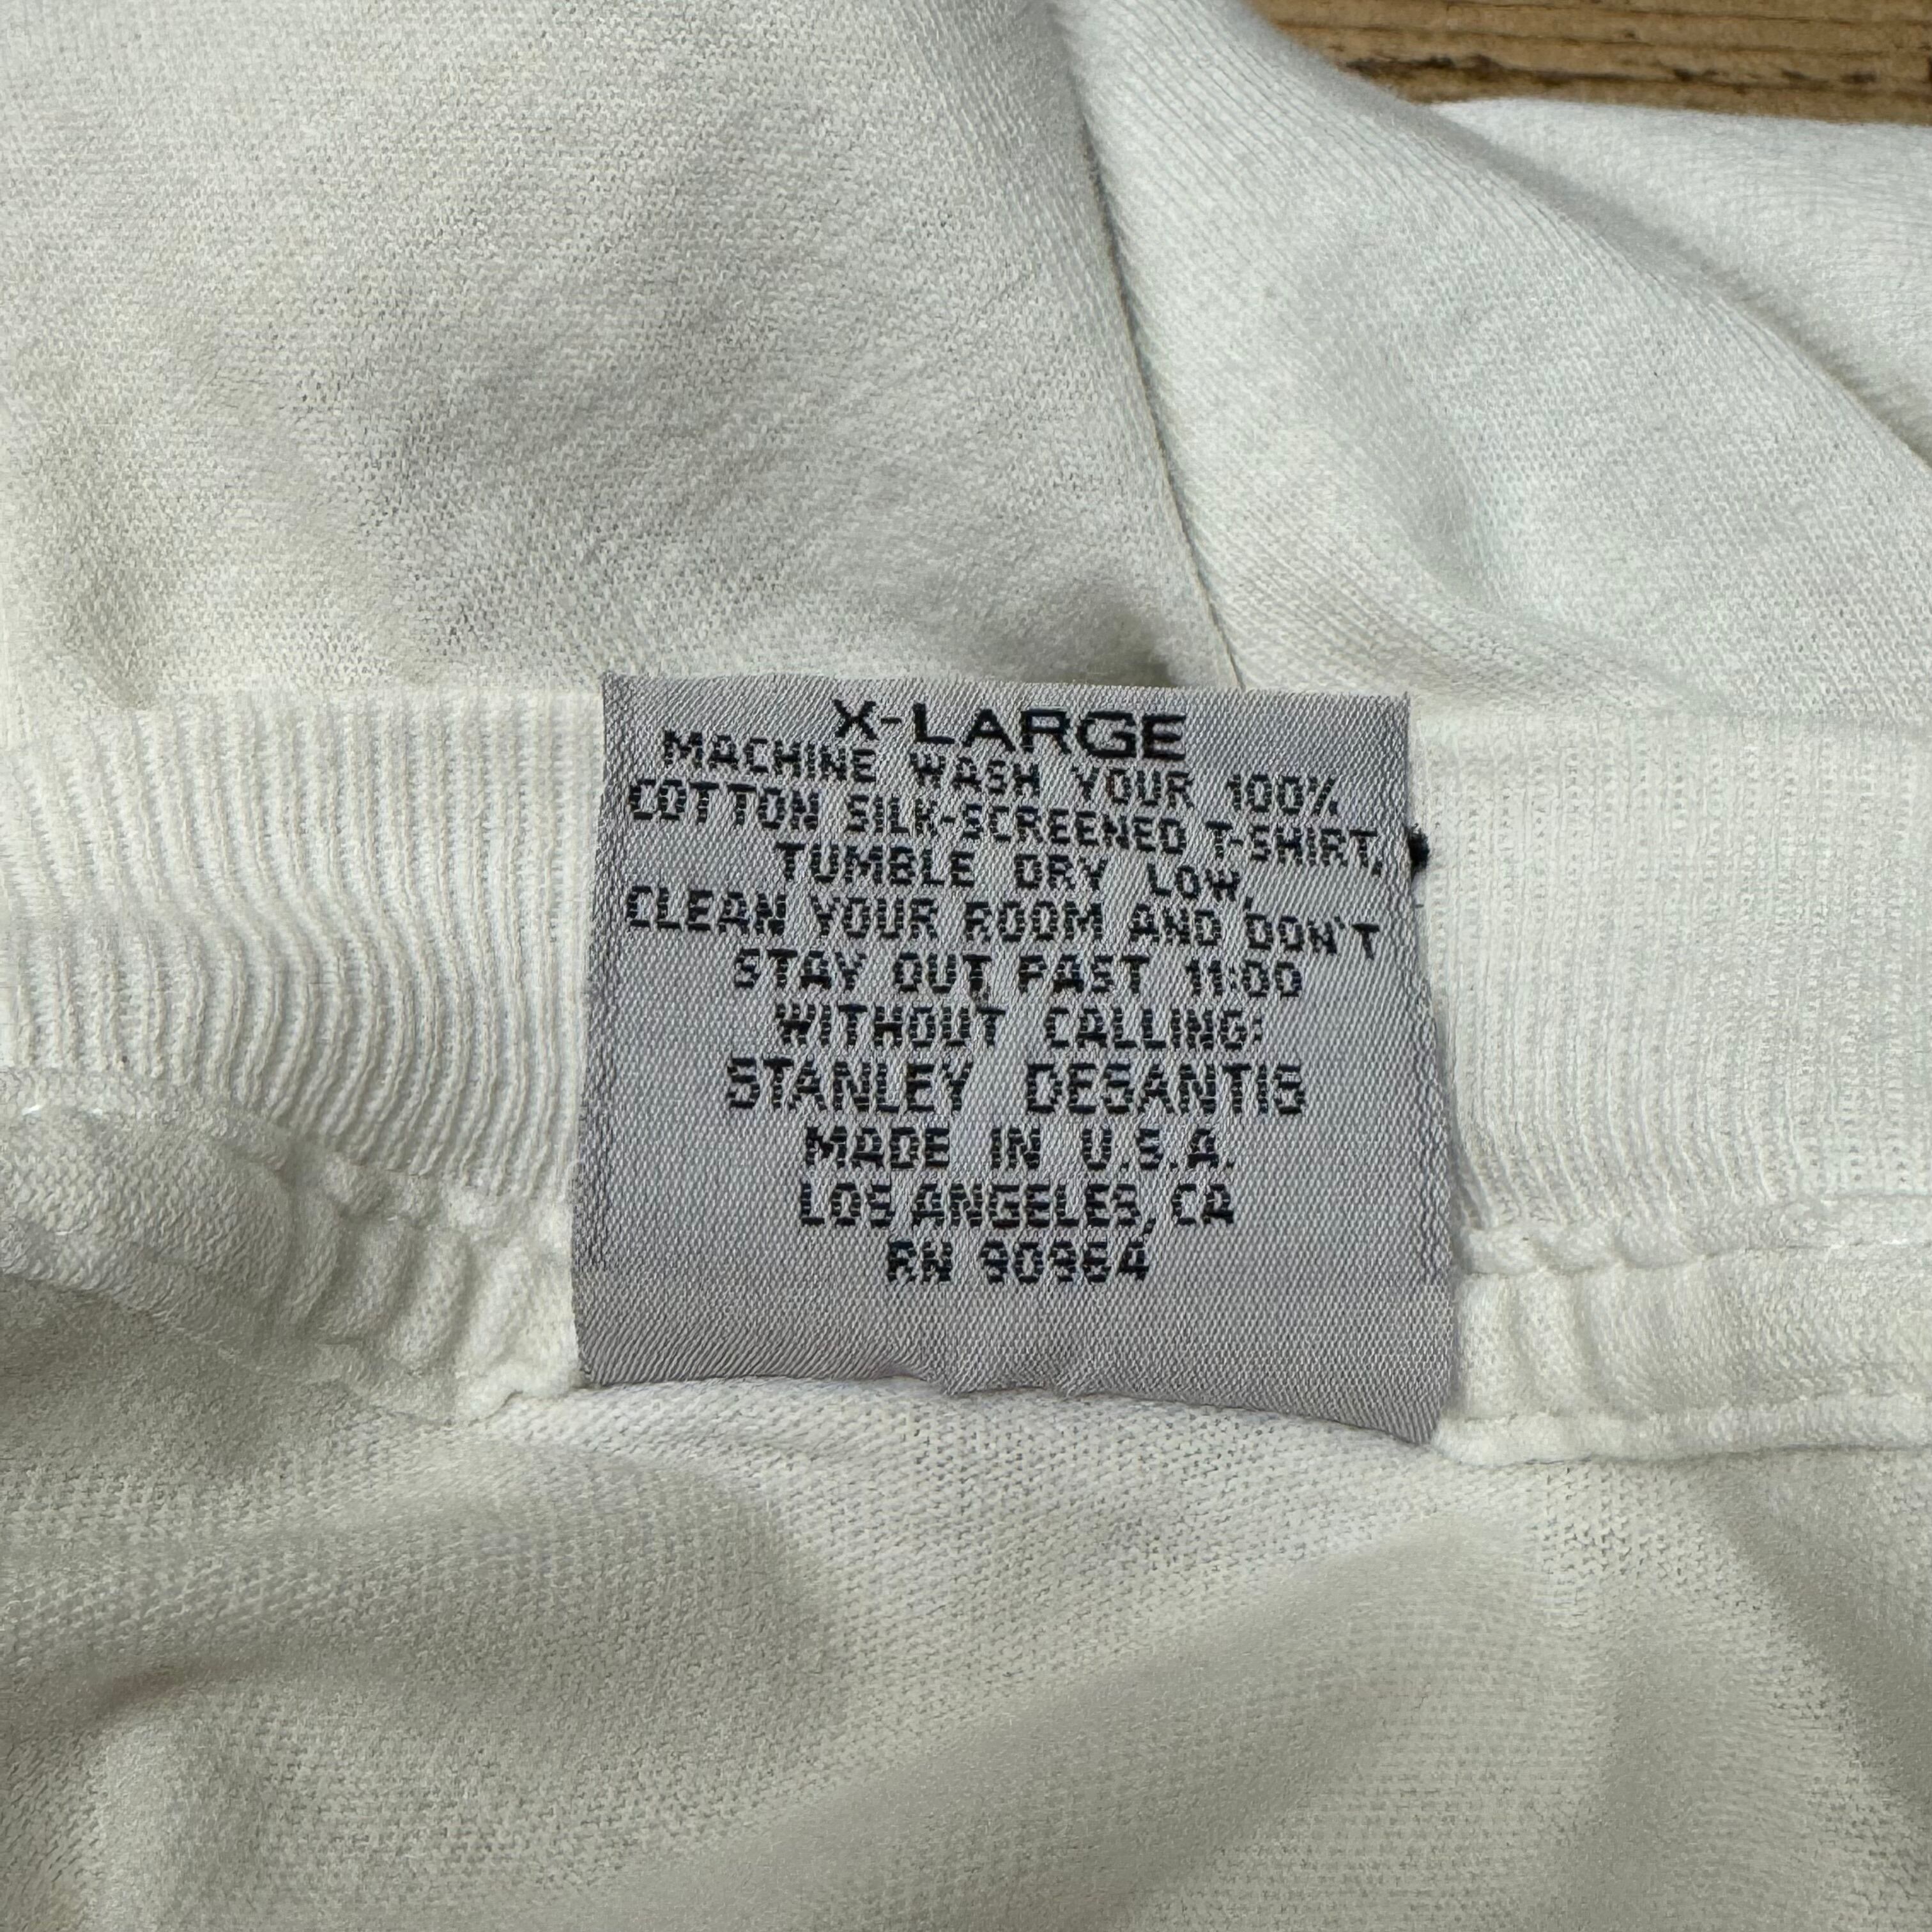 X-LARGE
MACHINE WASH YOUR 100%
COTTON SILK-SCREENED T-SHIRT,
TUMBLE DRY LOW,
CLEAN YOUR ROOM AND DON'T
STAY OUT PAST 11:00
WITHOUT CALLING:
STANLEY DESANTIS
MADE IN U.S.A.
LOS ANGELES, CA
RN 90964